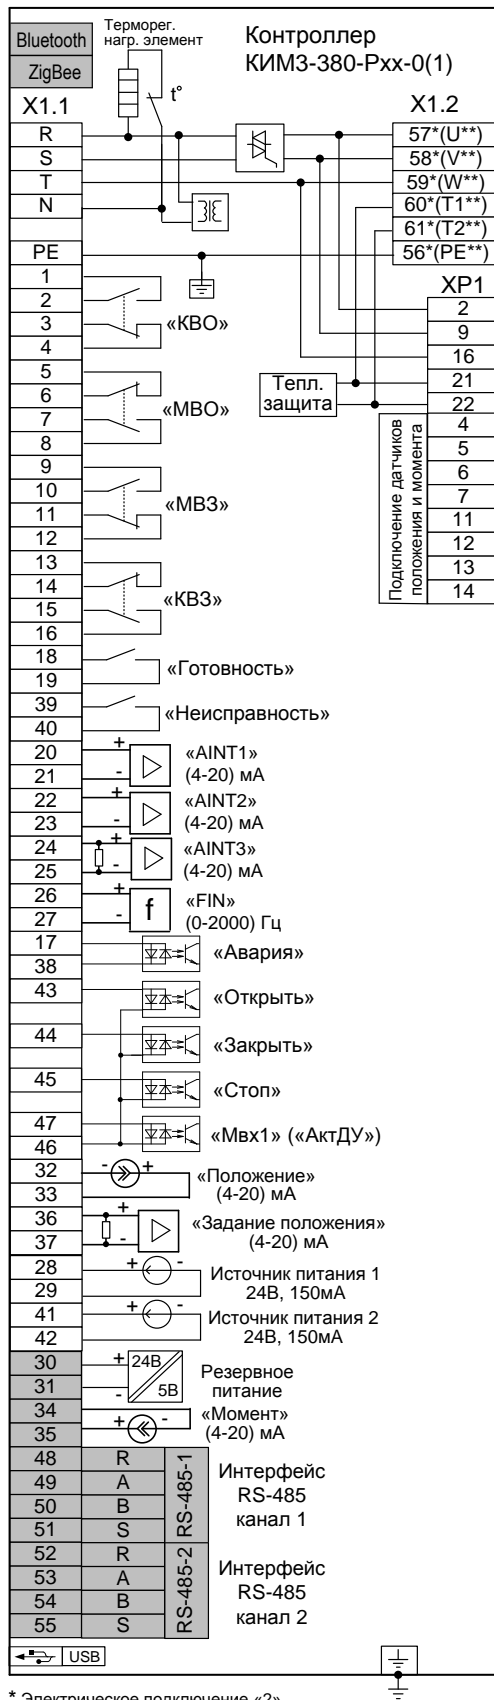 Bluetooth
ZigBee
Терморег.
нагр. элемент
t°
Контроллер
КИМ3-380-Рхх-0(1)
X1.1
R
S
T
N
PE
1
2
3
4
5
6
7
8
9
10
11
12
13
14
15
16
18
19
39
40
20
21
22
23
24
25
26
27
17
38
43
44
45
47
46
32
33
36
37
28
29
41
42
30
31
34
35
48 R
49 A
50 B
51 S
RS-485-1
52 R
53 A
54 B
55 S
RS-485-2
X1.2
57*(U**)
58*(V**)
59*(W**)
60*(T1**)
61*(T2**)
56*(PE**)
XP1
2
9
16
21
22
4
5
6
7
11
12
13
14
Тепл.
защита
Подключение датчиков
положения и момента
«КВО»
«МВО»
«МВЗ»
«КВЗ»
«Готовность»
«Неисправность»
+
-
«AINT1»
(4-20) мА
+
-
«AINT2»
(4-20) мА
+
-
«AINT3»
(4-20) мА
+
-
f
«FIN»
(0-2000) Гц
«Авария»
«Открыть»
«Закрыть»
«Стоп»
«Мвх1» («АктДУ»)
- +
«Положение»
(4-20) мА
+
-
«Задание положения»
(4-20) мА
+ -
Источник питания 1
24В, 150мА
+ -
Источник питания 2
24В, 150мА
+
-
24В
5В
Резервное
питание
+ -
«Момент»
(4-20) мА
Интерфейс
RS-485
канал 1
Интерфейс
RS-485
канал 2
USB
* Электрическое подключение «2»